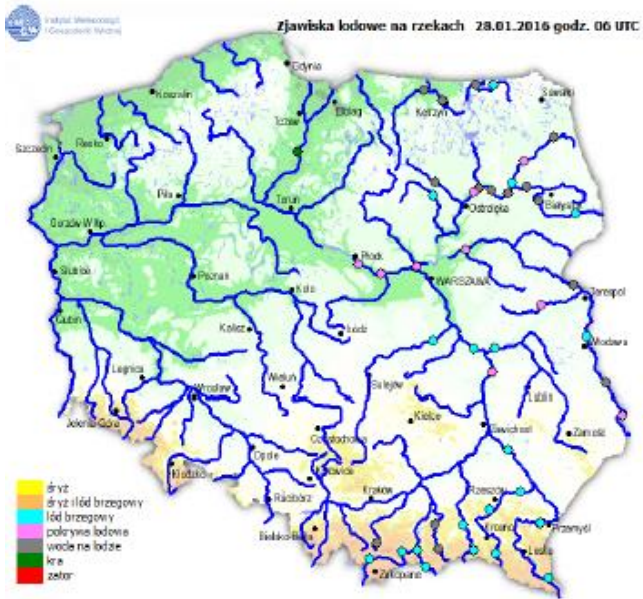 Instytut Meteorologii
i Gospodarki Wodnej
Zjawiska lodowe na rzekach 28.01.2016 godz. 06 UTC
Gdynia
Koszalin
Elbląg
Suwałki
Tczew
Kętrzyn
Resko
Szczecin
Piła
Toruń
Ostrołęka
Gorzów Wlkp.
Płock
Słubice
Poznań
Koło
WARSZAWA
Gubin
Kalisz
Łódź
Włodawa
Legnica
Wieluń
Sulejów
Lublin
Wrocław
Jelenia Góra
Kielce
Zawichost
Zamość
Częstochowa
Opole
Kłodzko
Katowice
Racibórz
Kraków
Rzeszów
Bielsko-Biała
Krosno
Przemyśl
Lesko
Zakopane
śryż
śryż i lód brzegowy
lód brzegowy
pokrywa lodowa
woda na lodzie
kra
zator